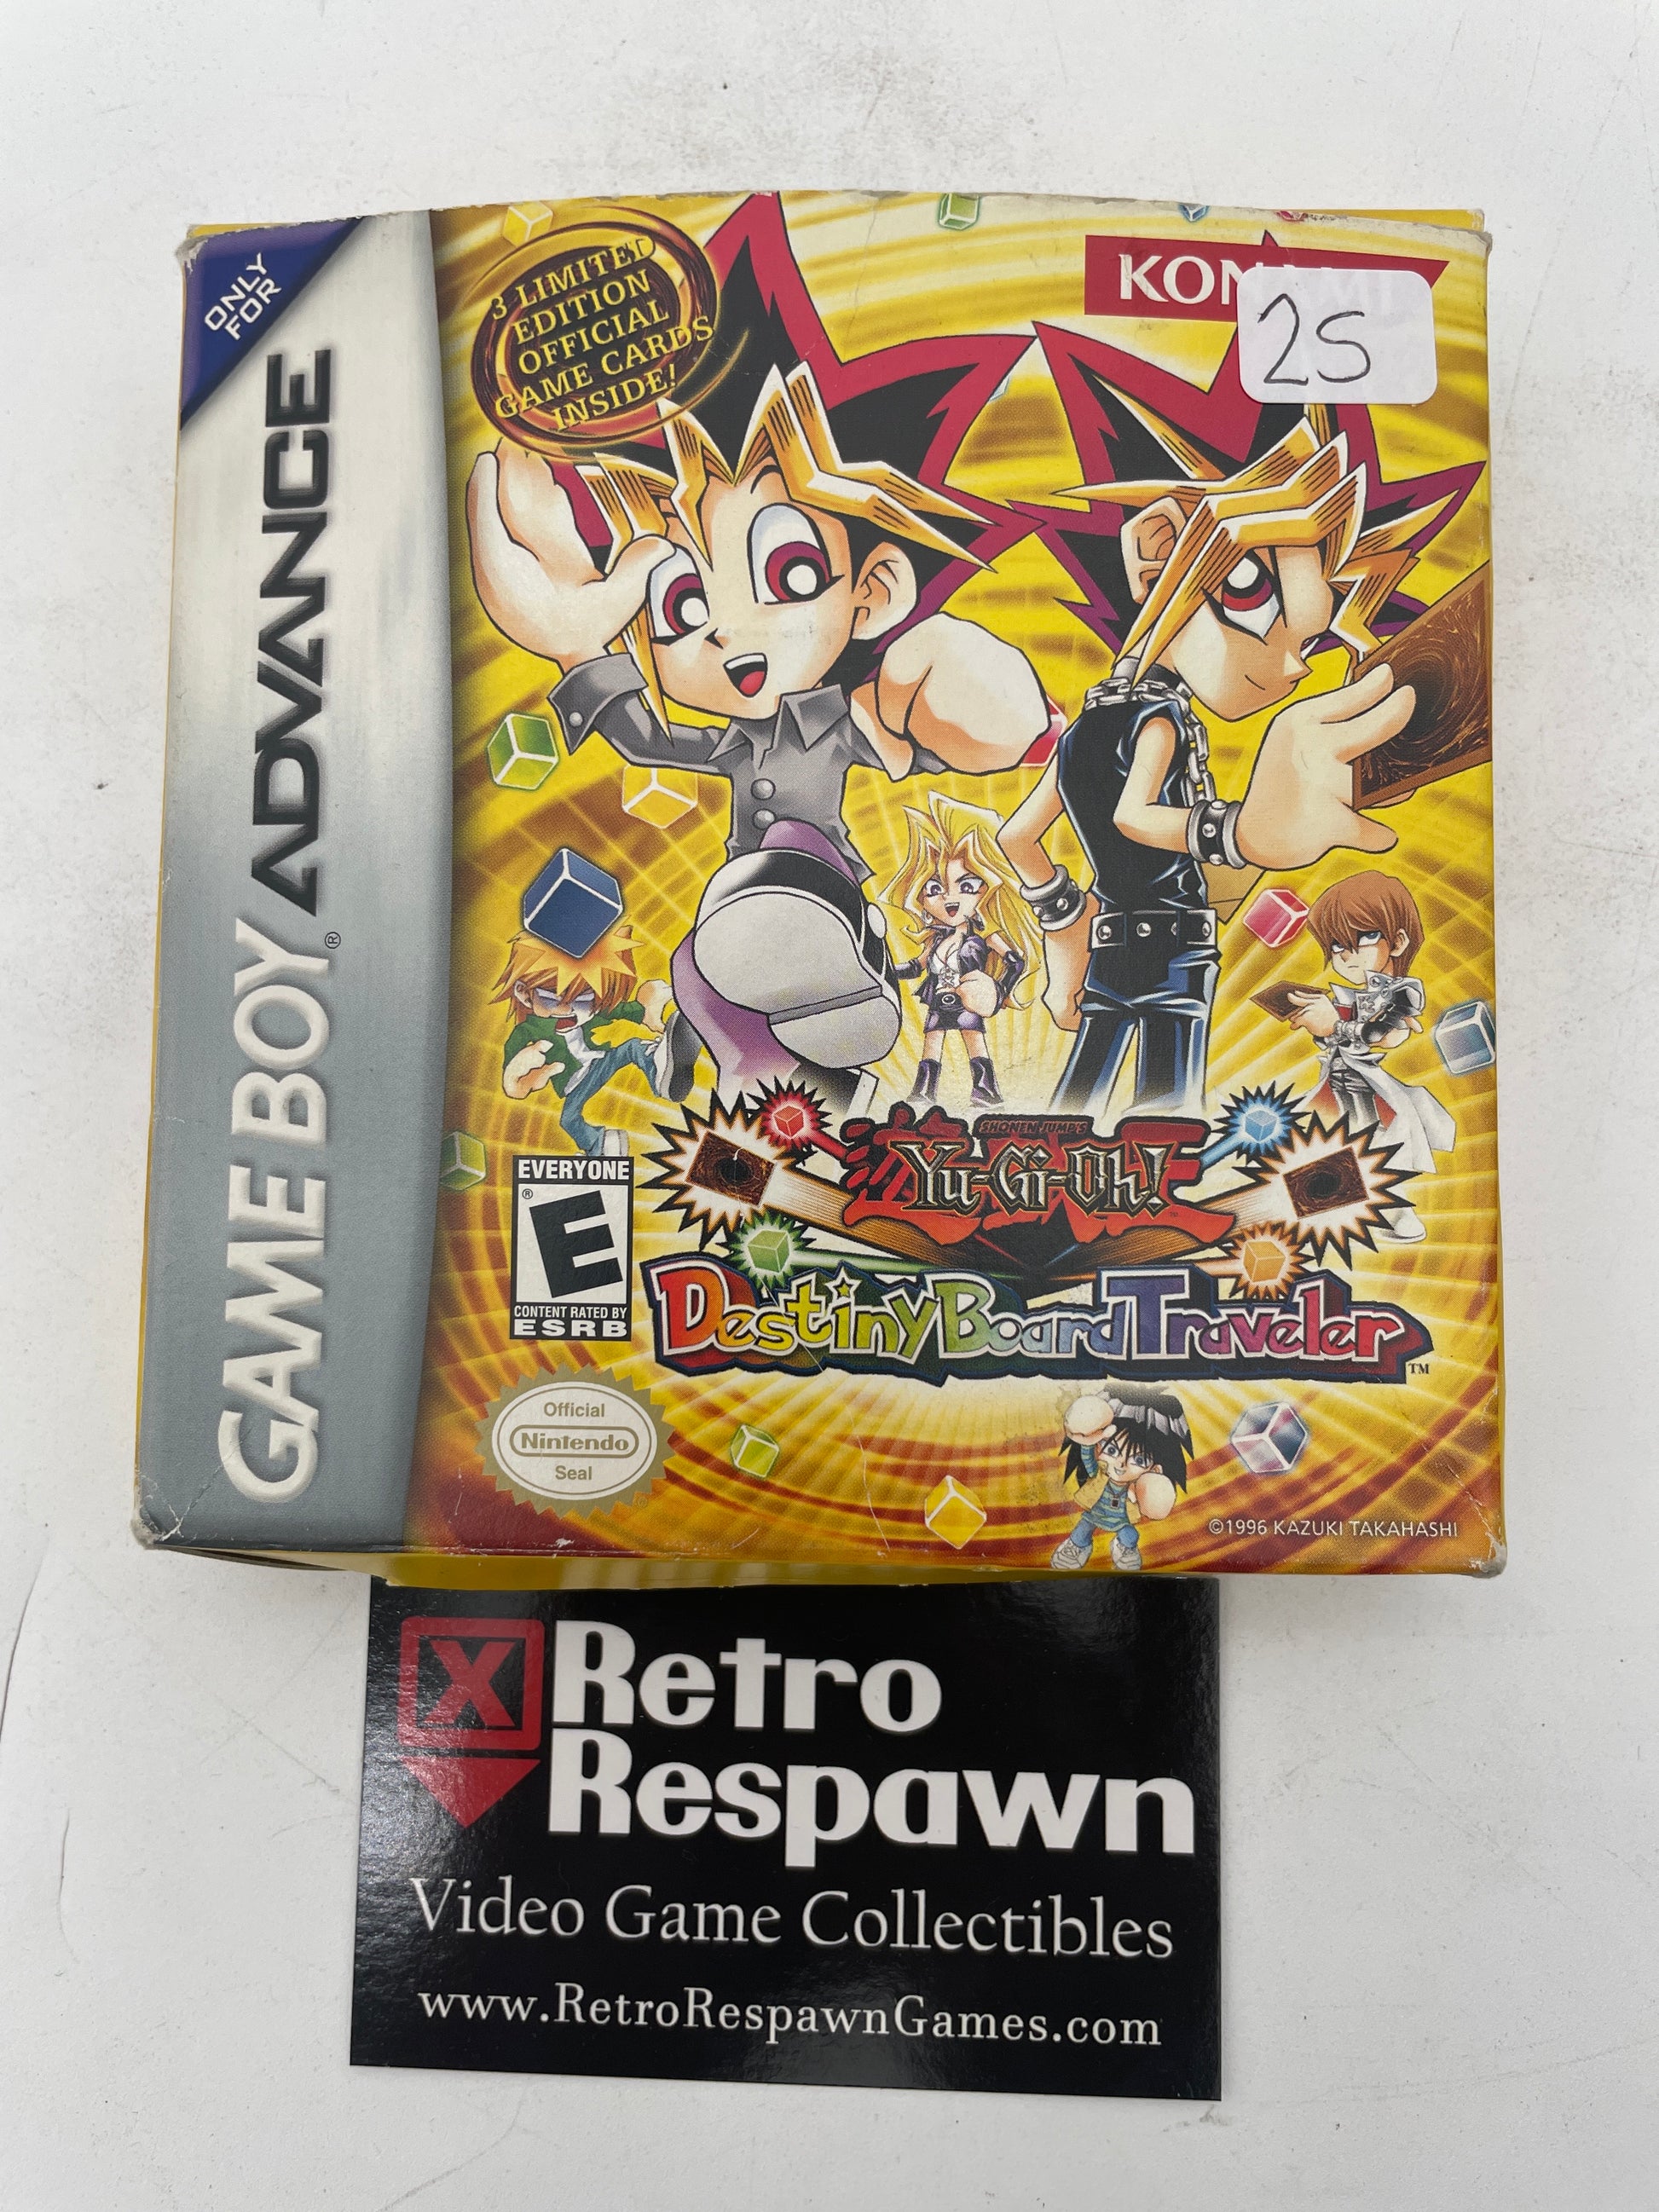 ONLY
FOR
GAME BOY ADVANCE
®
3 LIMITED
EDITION
OFFICIAL
GAME CARDS
INSIDE!
25
SHONEN JUMP'S
Yu-Gi-Oh!
Destiny Board Traveler
TM
EVERYONE
E
®
CONTENT RATED BY
ESRB
Official
Nintendo
Seal
©1996 KAZUKI TAKAHASHI
X
Retro
Respawn
Video Game Collectibles
www.RetroRespawnGames.com